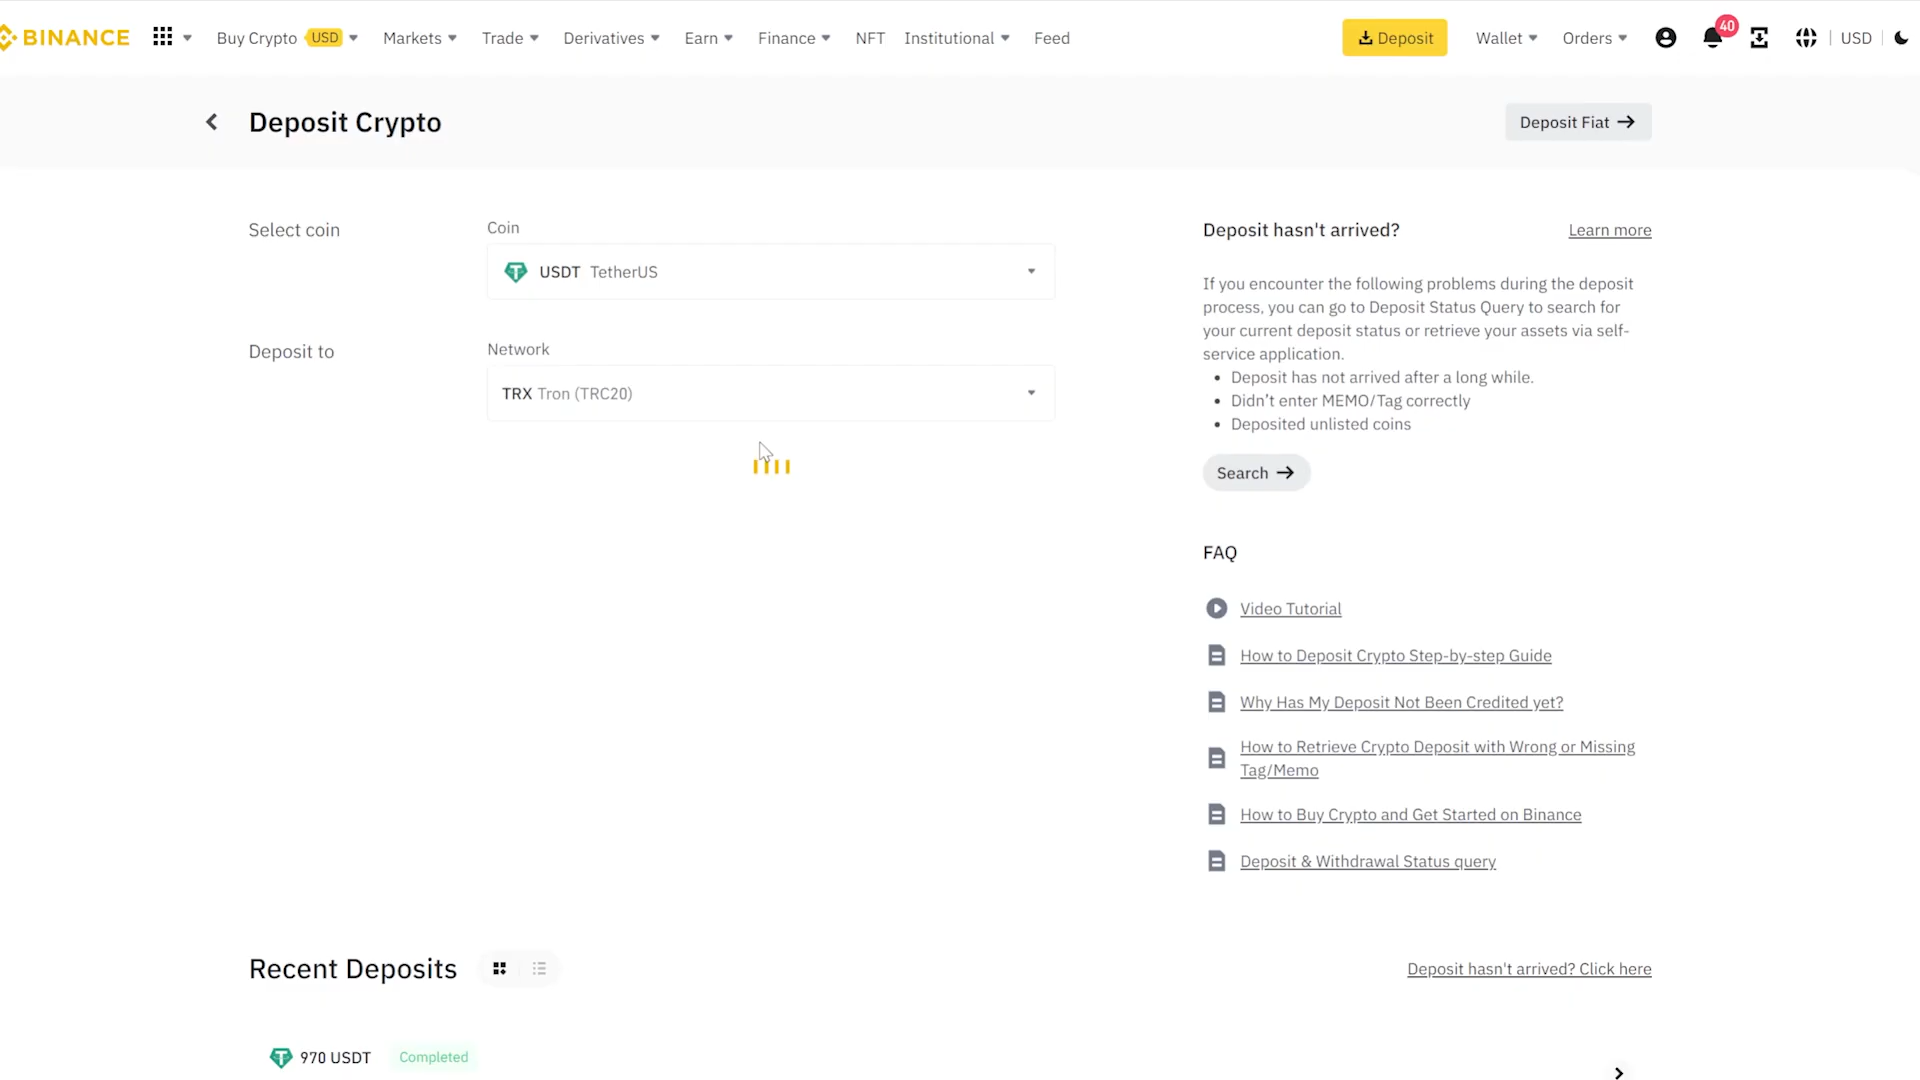 BINANCE
Buy Crypto USD Markets Trade Derivatives Earn Finance NFT Institutional Feed Deposit Wallet Orders 40 USD
Deposit Crypto
Deposit Fiat
Select coin
Coin
USDT TetherUS
Deposit to
Network
TRX Tron (TRC20)
Deposit hasn't arrived? Learn more
If you encounter the following problems during the deposit
process, you can go to Deposit Status Query to search for
your current deposit status or retrieve your assets via self-
service application.
Deposit has not arrived after a long while.
Didn’t enter MEMO/Tag correctly
Deposited unlisted coins
Search
FAQ
Video Tutorial
How to Deposit Crypto Step-by-step Guide
Why Has My Deposit Not Been Credited yet?
How to Retrieve Crypto Deposit with Wrong or Missing
Tag/Memo
How to Buy Crypto and Get Started on Binance
Deposit & Withdrawal Status query
Recent Deposits
Deposit hasn't arrived? Click here
970 USDT Completed